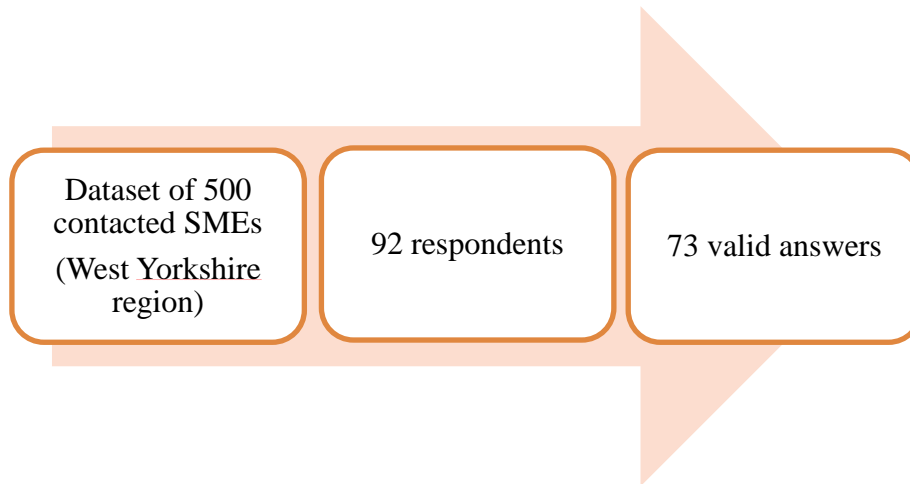 Dataset of 500
contacted SMEs
(West Yorkshire
region)
92 respondents
73 valid answers